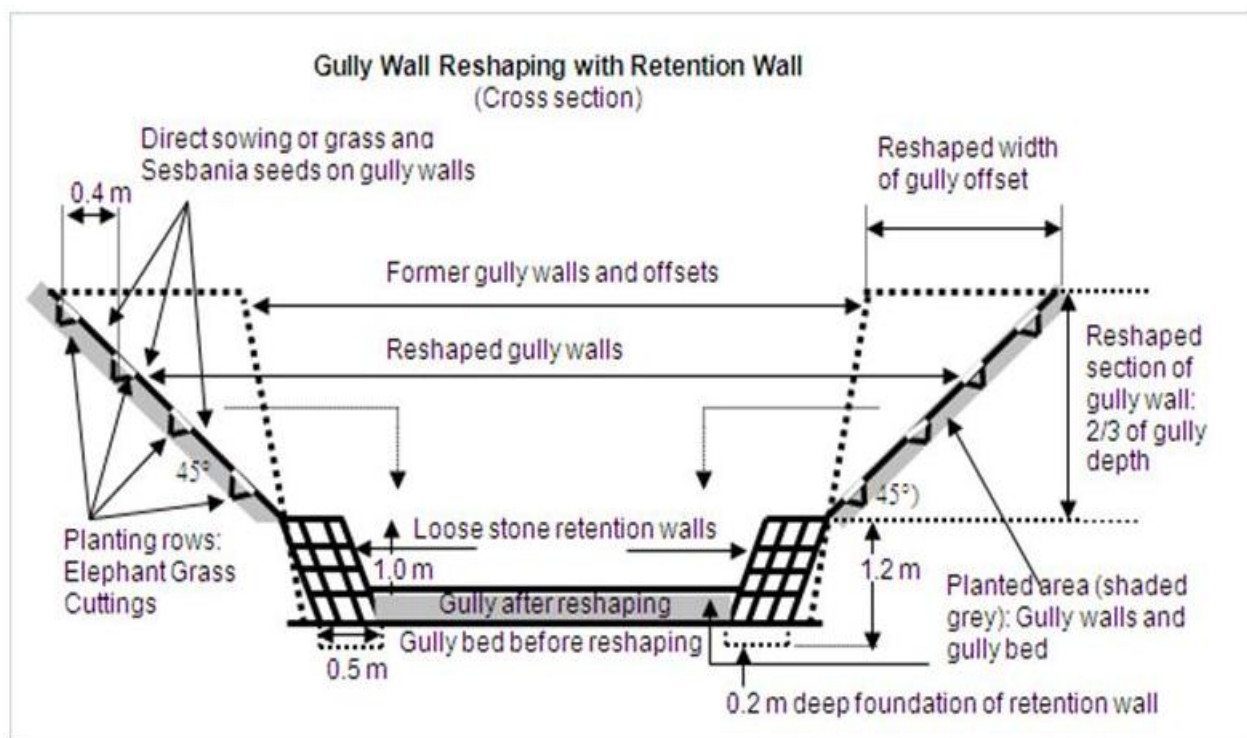 Gully Wall Reshaping with Retention Wall
(Cross section)
Direct sowing of grass and
Sesbania seeds on gully walls
0.4 m
Reshaped width
of gully offset
Former gully walls and offsets
Reshaped gully walls
Reshaped
section of
gully wall:
2/3 of gully
depth
45°
45°)
Planting rows:
Elephant Grass
Cuttings
Loose stone retention walls
1.0 m
1.2 m
Gully after reshaping
Gully bed before reshaping
0.5 m
Planted area (shaded
grey): Gully walls and
gully bed
0.2 m deep foundation of retention wall